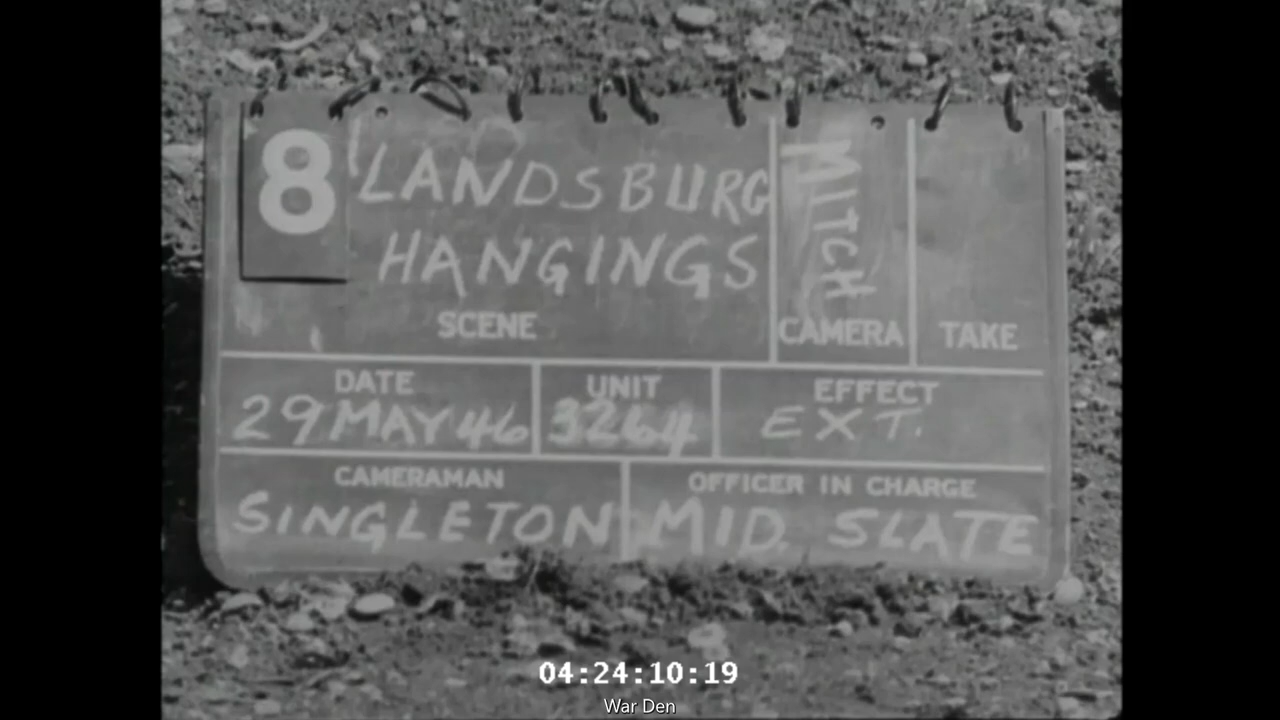 8 LANDSBURG
HANGINGS
SCENE
MITCH
CAMERA
TAKE
DATE
29 MAY 46
UNIT
3264
EFFECT
EXT.
CAMERAMAN
SINGLETON
OFFICER IN CHARGE
MID. SLATE
04:24:10:19
War Den